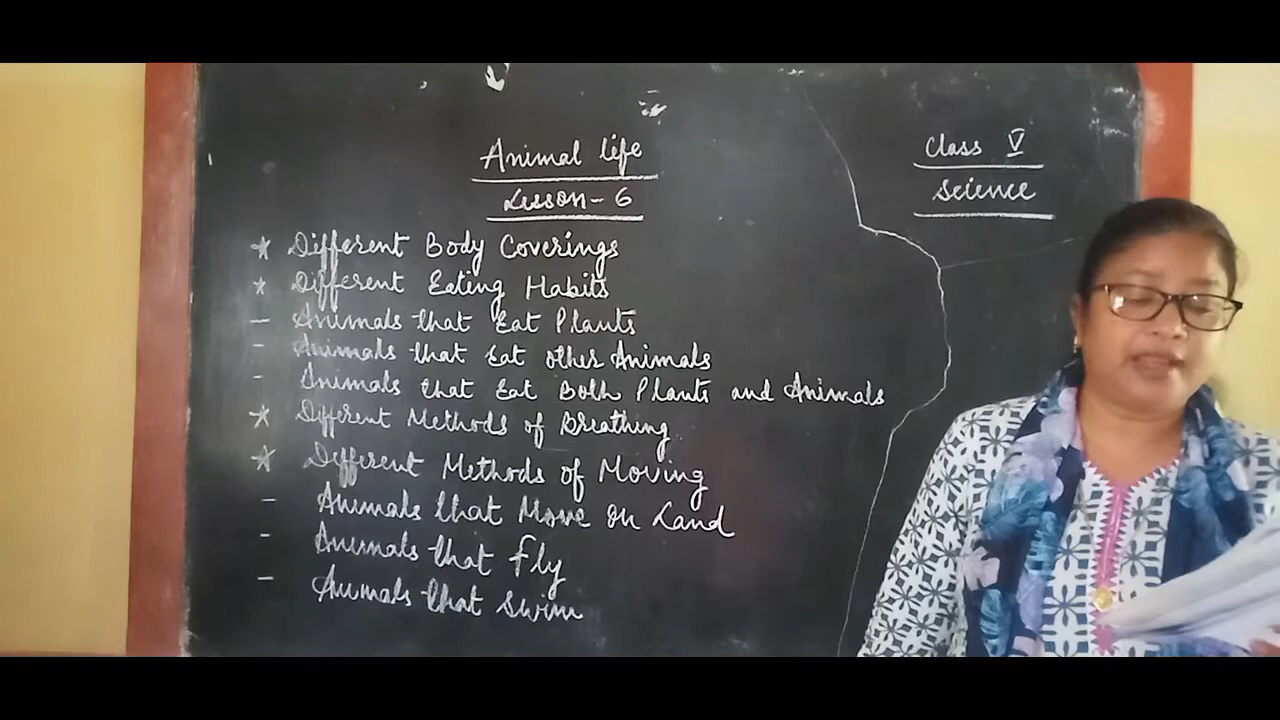 Animal life
Lesson - 6
Class V
Science
* Different Body Coverings
* Different Eating Habits
- Animals that Eat Plants
- Animals that Eat other Animals
- Animals that Eat Both Plants and Animals
* Different Methods of Breathing.
* Different Methods of Moving
- Animals that Move on Land
- Animals that fly
- Animals that Swim